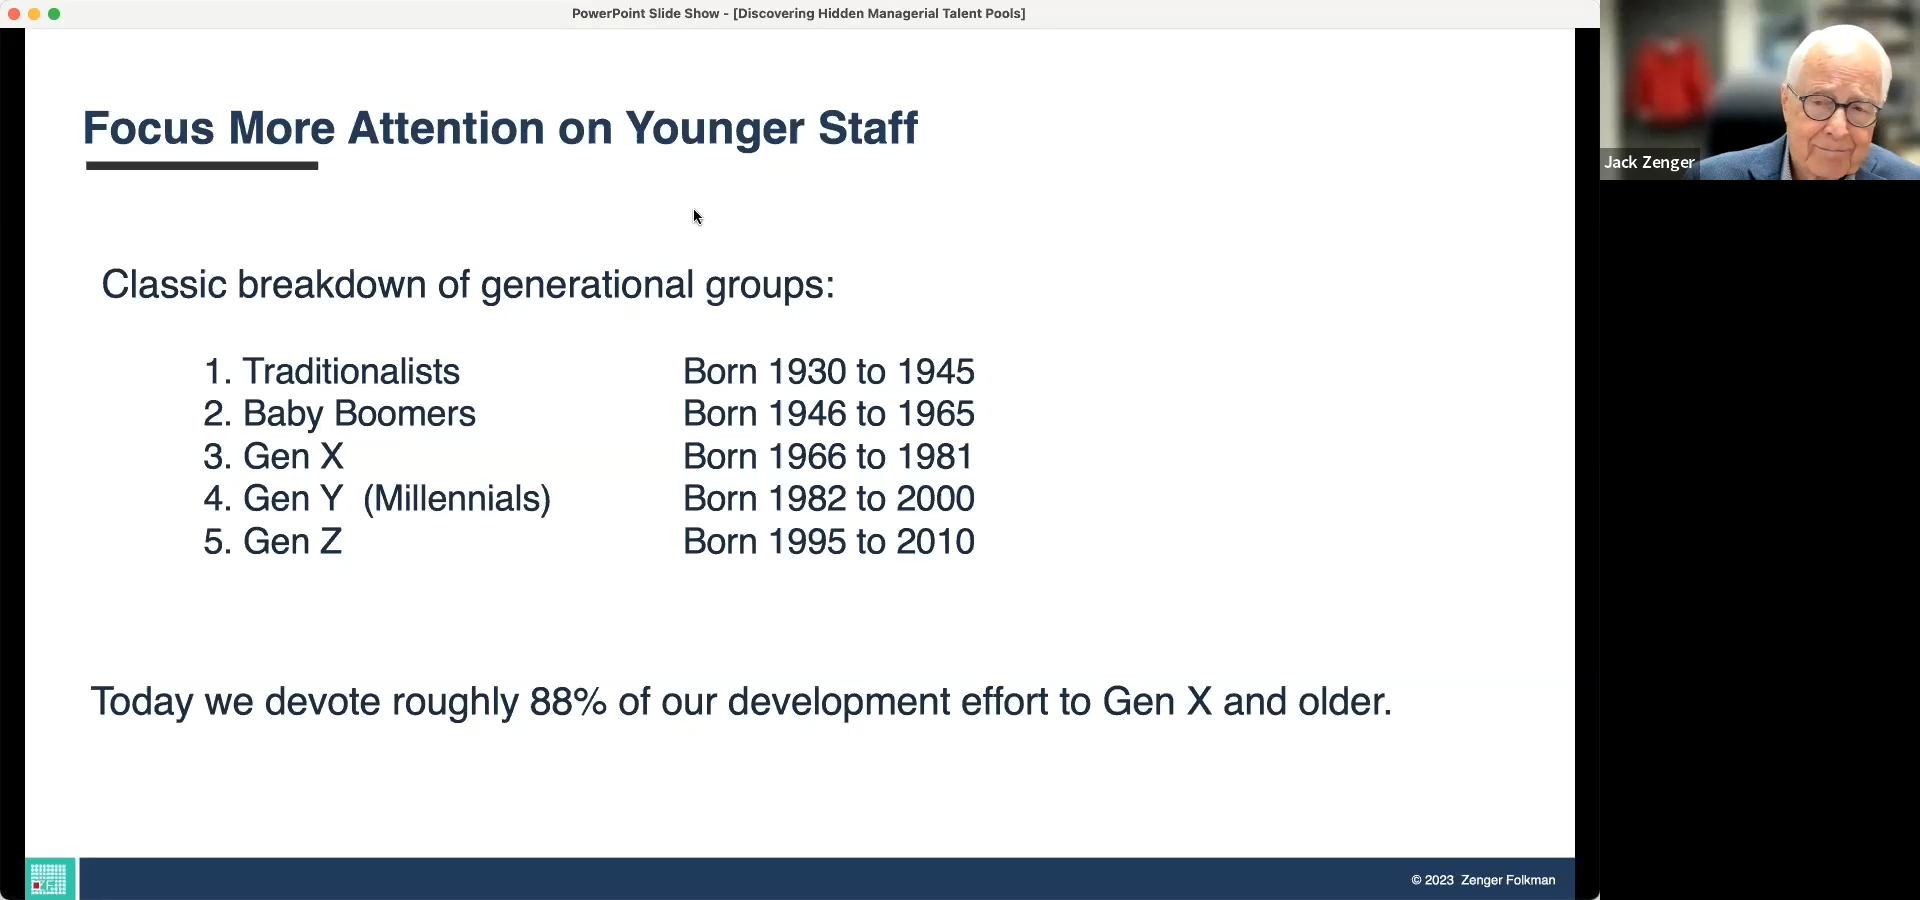 PowerPoint Slide Show - [Discovering Hidden Managerial Talent Pools]
Focus More Attention on Younger Staff
Jack Zenger
Classic breakdown of generational groups:
1. Traditionalists Born 1930 to 1945
2. Baby Boomers Born 1946 to 1965
3. Gen X Born 1966 to 1981
4. Gen Y (Millennials) Born 1982 to 2000
5. Gen Z Born 1995 to 2010
Today we devote roughly 88% of our development effort to Gen X and older.
© 2023 Zenger Folkman